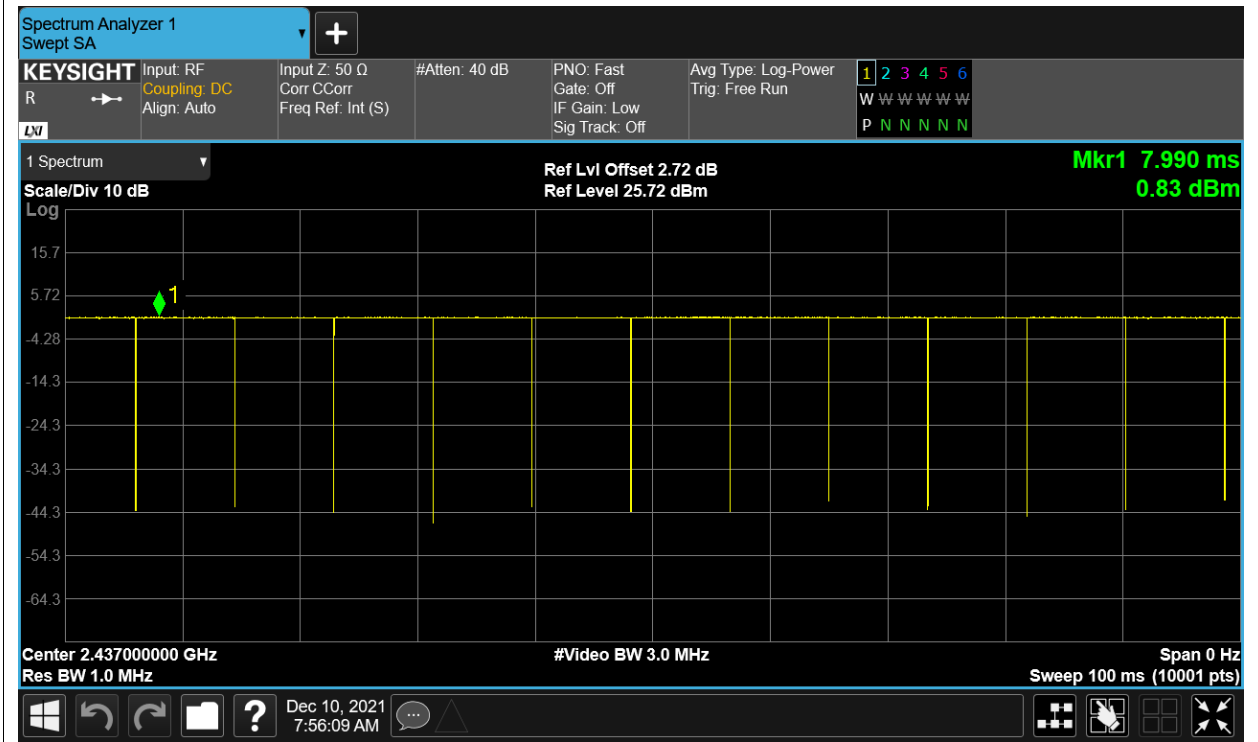 Spectrum Analyzer 1
Swept SA
+
KEYSIGHT
R
LXI
Input: RF
Coupling: DC
Align: Auto
Input Z: 50 Ω
Corr CCorr
Freq Ref: Int (S)
#Atten: 40 dB
PNO: Fast
Gate: Off
IF Gain: Low
Sig Track: Off
Avg Type: Log-Power
Trig: Free Run
1 2 3 4 5 6
W W W W W W
P N N N N N
1 Spectrum
Scale/Div 10 dB
Log
Ref Lvl Offset 2.72 dB
Ref Level 25.72 dBm
Mkr1 7.990 ms
0.83 dBm
15.7
5.72
1
-4.28
-14.3
-24.3
-34.3
-44.3
-54.3
-64.3
Center 2.437000000 GHz
Res BW 1.0 MHz
#Video BW 3.0 MHz
Span 0 Hz
Sweep 100 ms (10001 pts)
?
Dec 10, 2021
7:56:09 AM